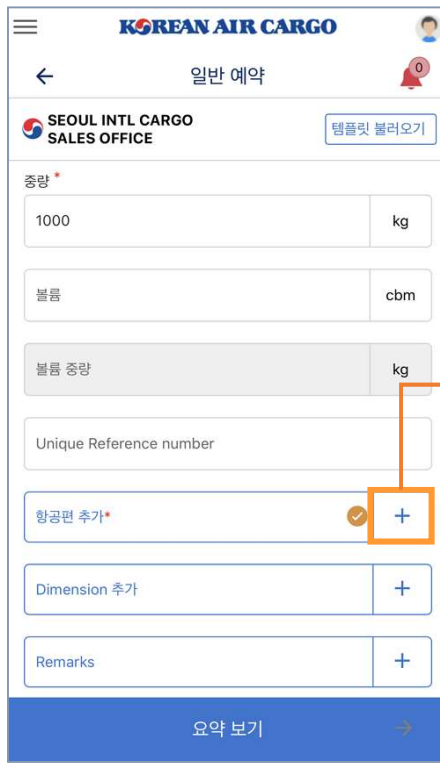 KOREAN AIR CARGO
일반 예약
0
SEOUL INTL CARGO
SALES OFFICE
템플릿 불러오기
중량 *
1000
kg
볼륨
cbm
볼륨 중량
kg
Unique Reference number
항공편 추가*
+
Dimension 추가
+
Remarks
+
요약 보기